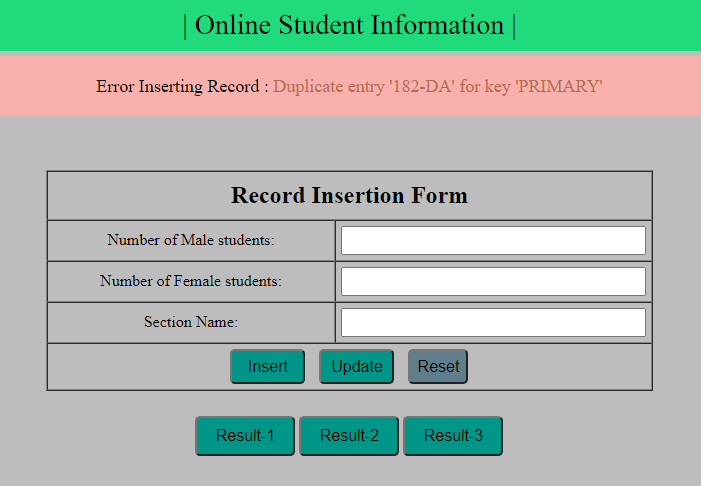 | Online Student Information |
Error Inserting Record : Duplicate entry '182-DA' for key 'PRIMARY'
Record Insertion Form
Number of Male students:
Number of Female students:
Section Name:
Insert Update Reset
Result-1 Result-2 Result-3